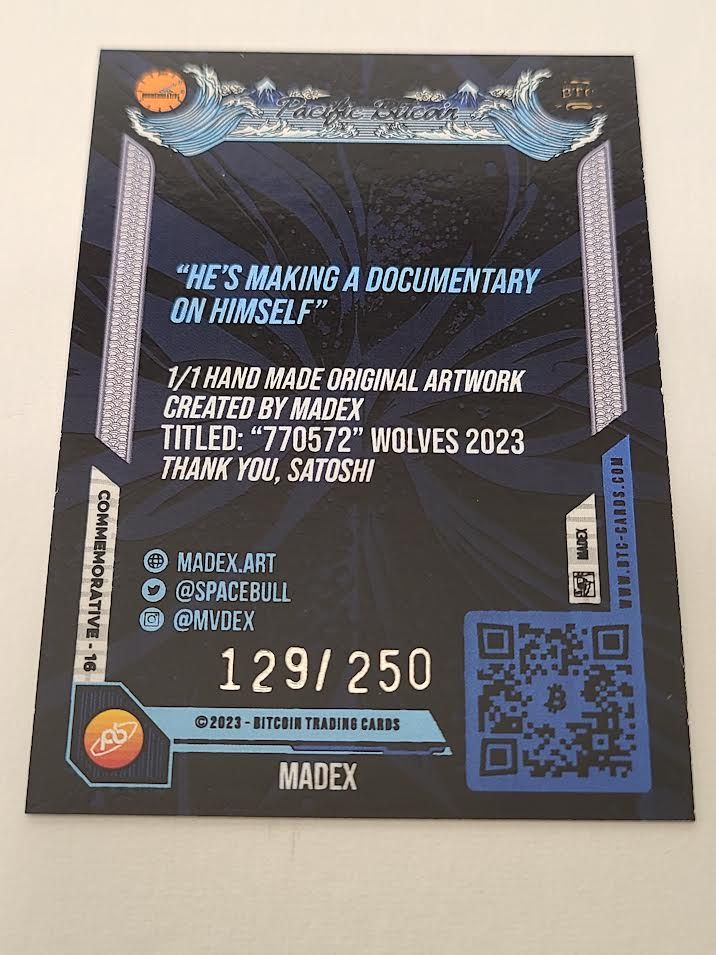 Pacific Bitcoin
BTC
"HE'S MAKING A DOCUMENTARY
ON HIMSELF"
1/1 HAND MADE ORIGINAL ARTWORK
CREATED BY MADEX
TITLED: "770572" WOLVES 2023
THANK YOU, SATOSHI
COMMEMORATIVE - 16
MADEX
WWW.BTC-CARDS.COM
MADEX.ART
@SPACEBULL
@MVDEX
129/250
©2023 - BITCOIN TRADING CARDS
MADEX